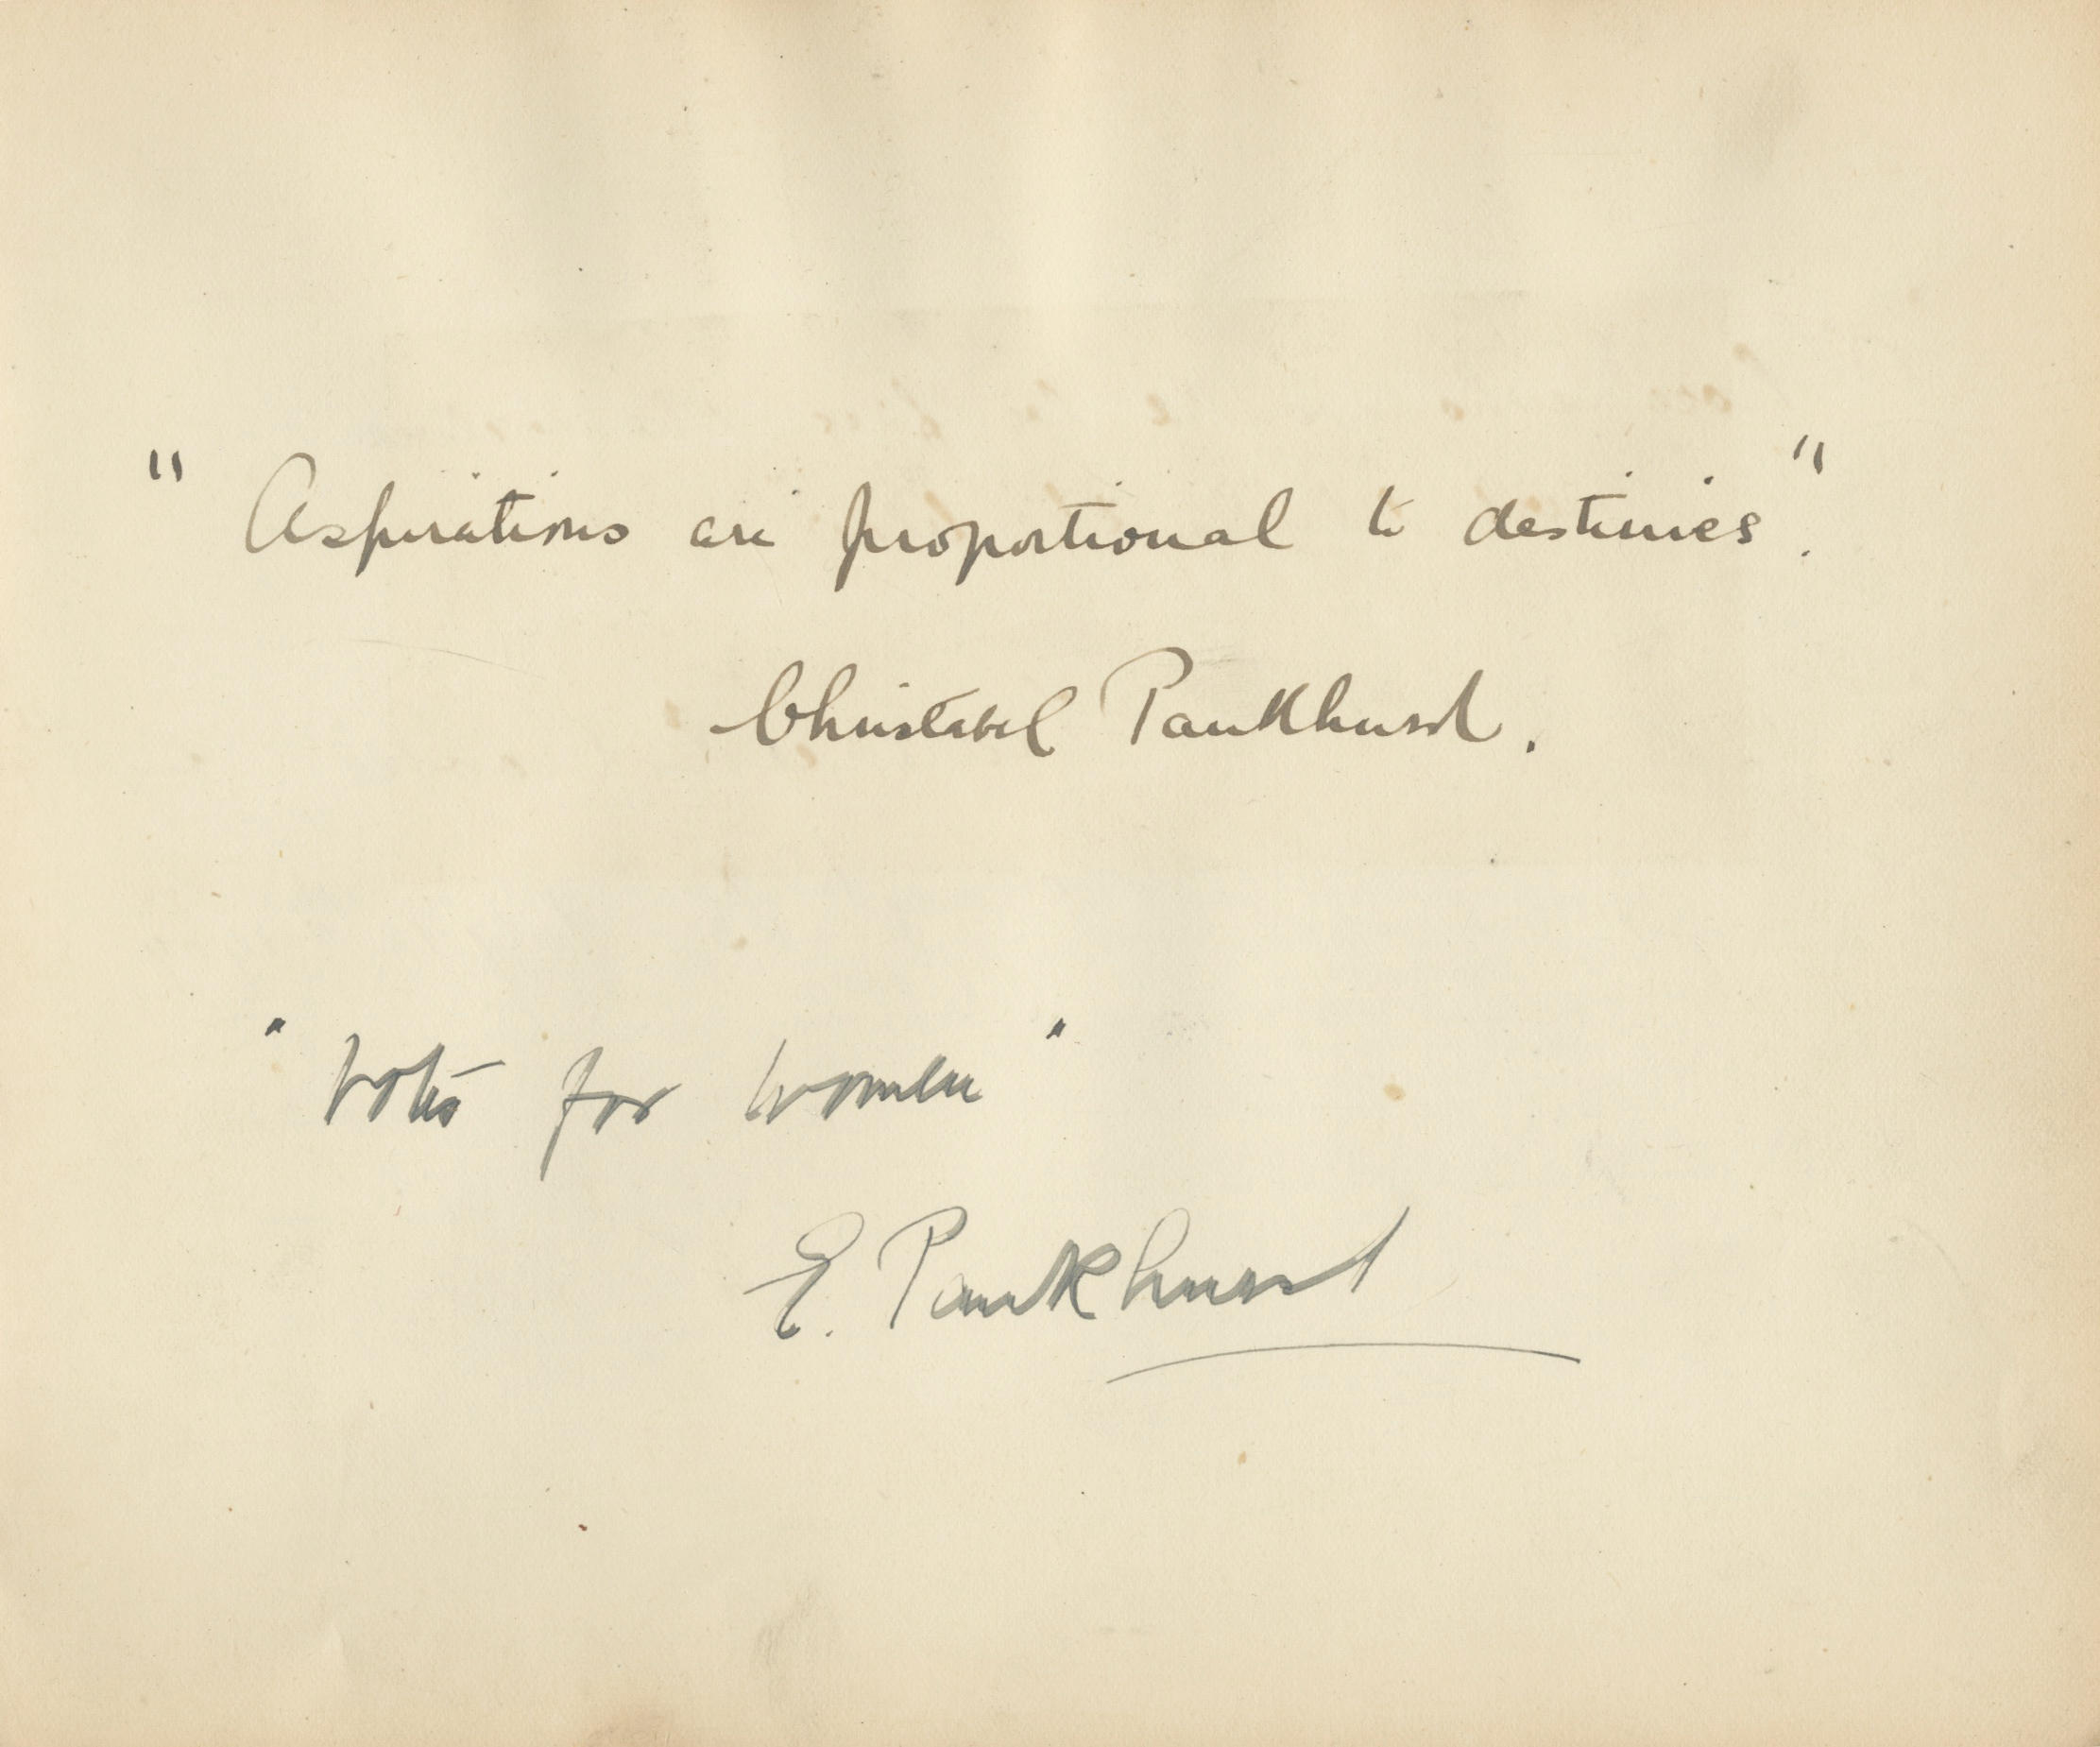 "Aspirations are proportional to destinies".
Christabel Pankhurst.
"Votes for women"
E. Pankhurst